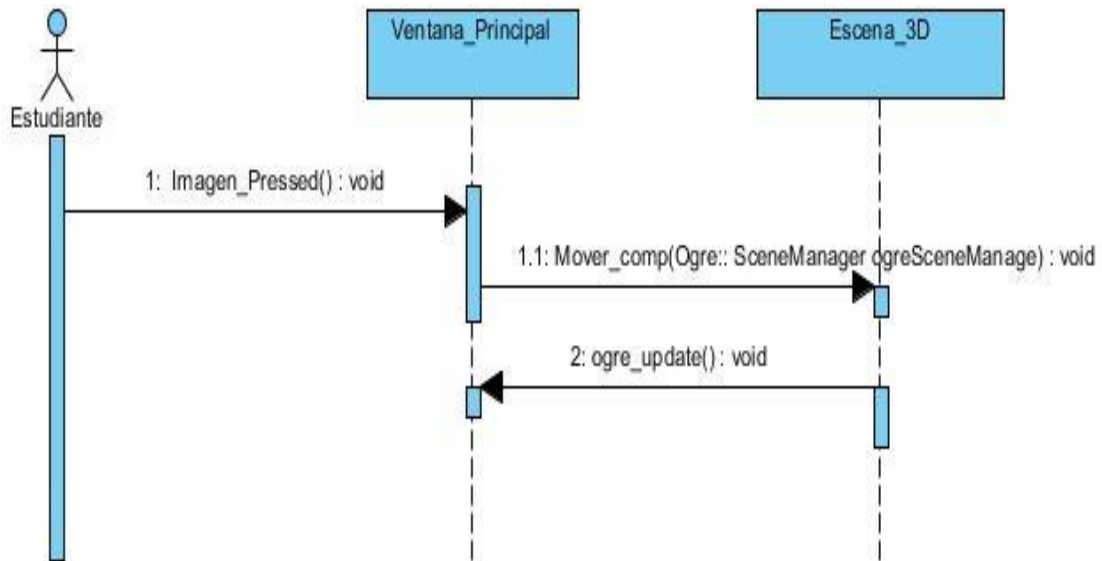 Ventana_Principal
Escena_3D
Estudiante
1: Imagen_Pressed() : void
1.1: Mover_comp(Ogre:: SceneManager ogreSceneManage) : void
2: ogre_update() : void